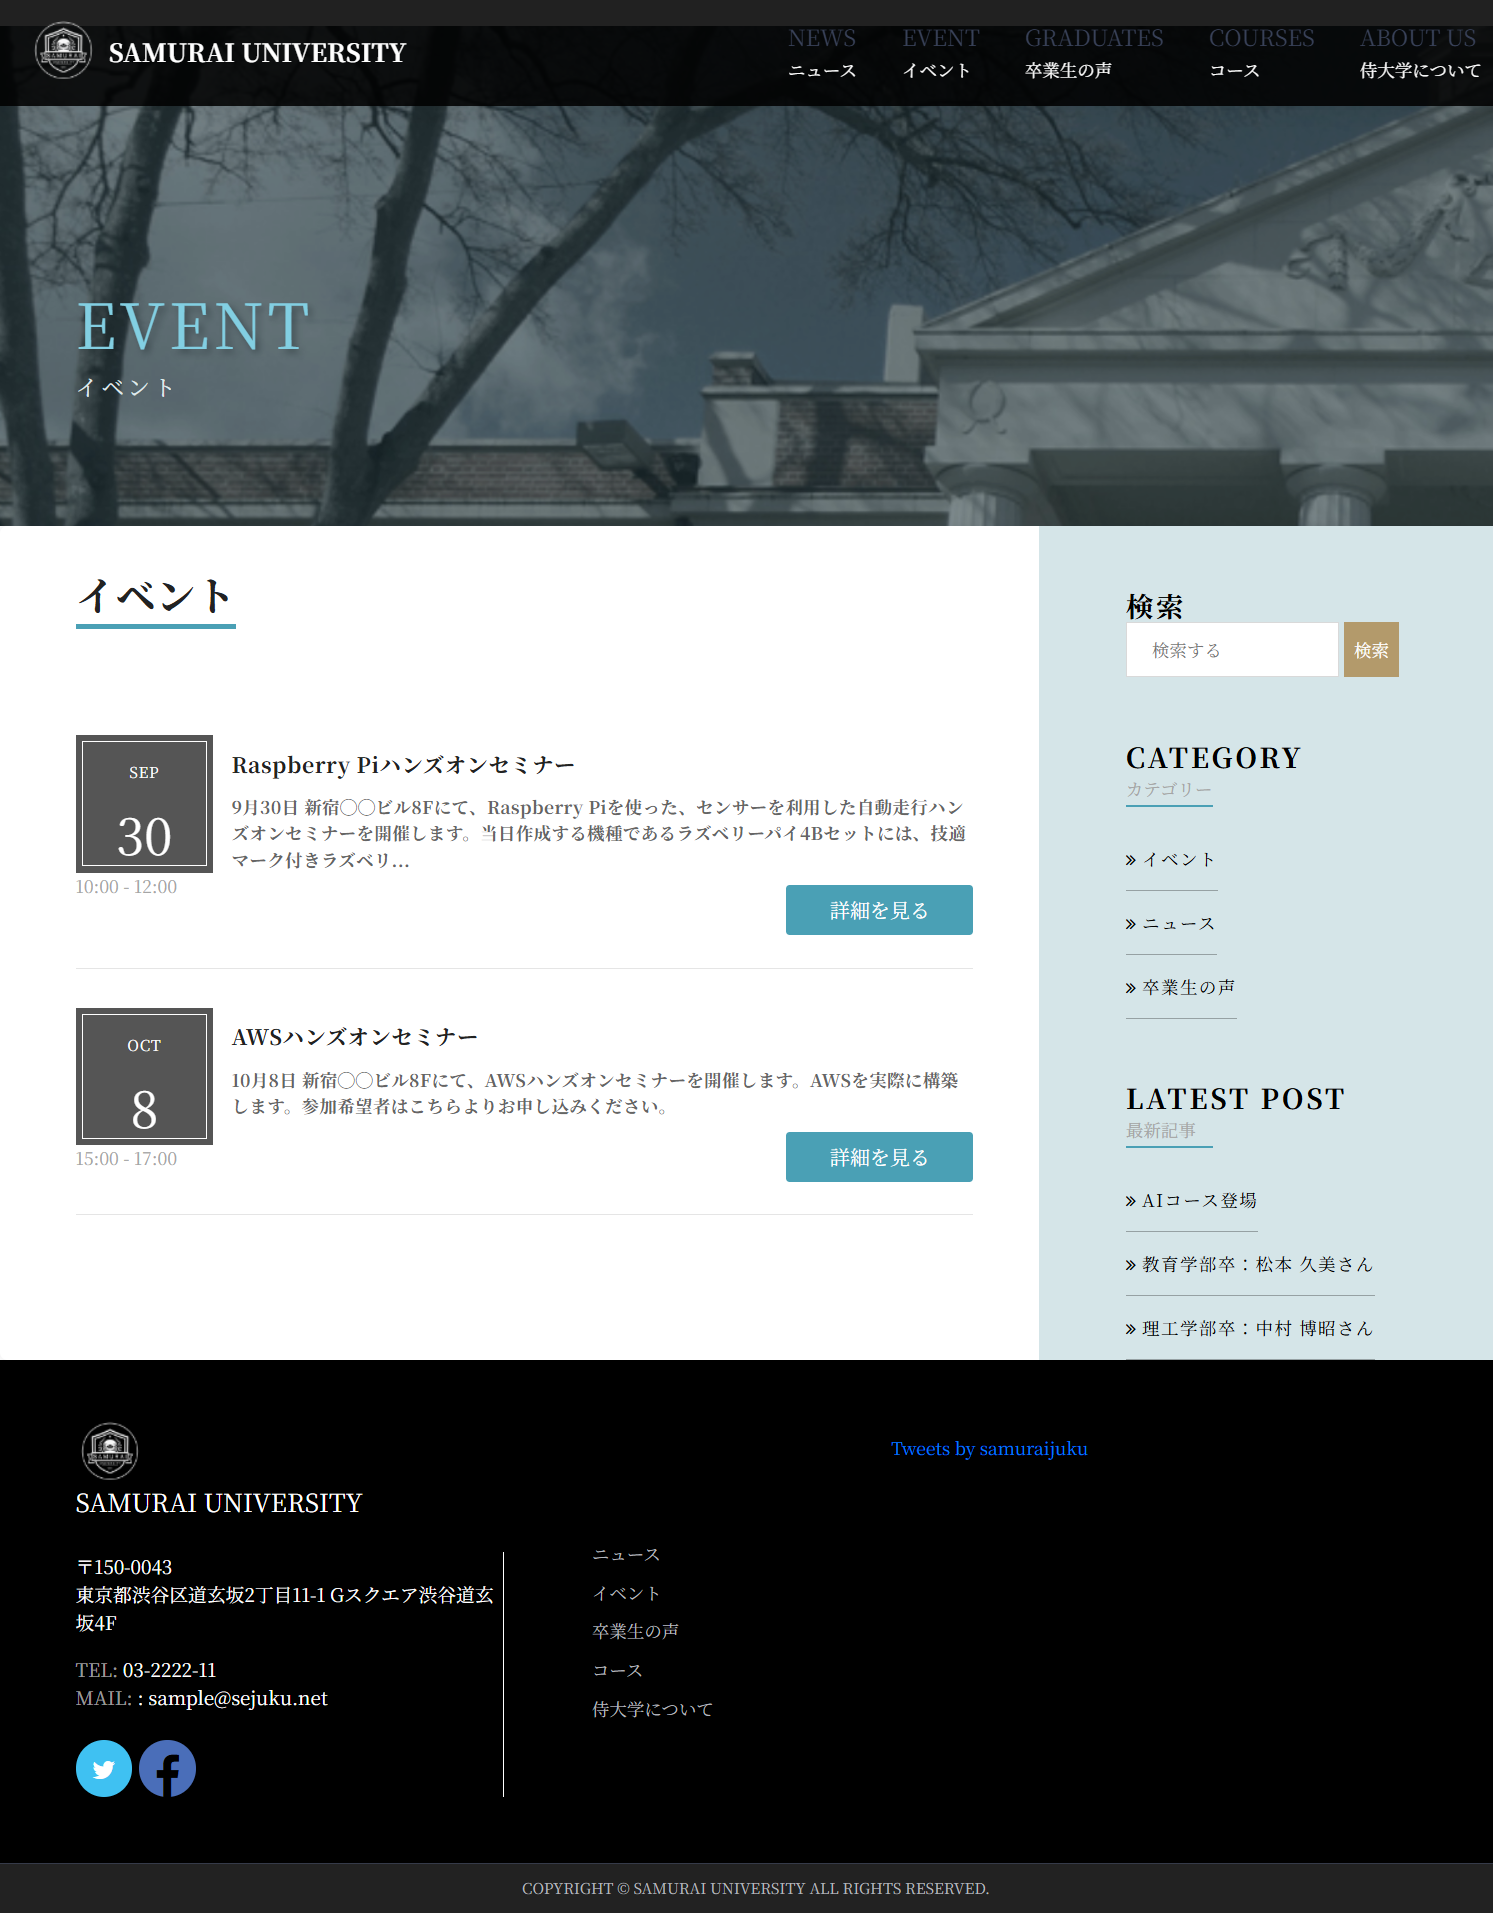 SAMURAI UNIVERSITY
NEWS
ニュース
EVENT
イベント
GRADUATES
卒業生の声
COURSES
コース
ABOUT US
侍大学について
EVENT
イベント
イベント
SEP
30
10:00 - 12:00
Raspberry Piハンズオンセミナー
9月30日 新宿◯◯ビル8Fにて、Raspberry Piを使った、センサーを利用した自動走行ハン
ズオンセミナーを開催します。当日作成する機種であるラズベリーパイ4Bセットには、技適
マーク付きラズベリ...
詳細を見る
OCT
8
15:00 - 17:00
AWSハンズオンセミナー
10月8日 新宿◯◯ビル8Fにて、AWSハンズオンセミナーを開催します。AWSを実際に構築
します。参加希望者はこちらよりお申し込みください。
詳細を見る
検索
検索する
検索
CATEGORY
カテゴリー
» イベント
» ニュース
» 卒業生の声
LATEST POST
最新記事
» AIコース登場
» 教育学部卒：松本 久美さん
» 理工学部卒：中村 博昭さん
SAMURAI UNIVERSITY
〒150-0043
東京都渋谷区道玄坂2丁目11-1 Gスクエア渋谷道玄
坂4F
TEL: 03-2222-11
MAIL: : sample@sejuku.net
ニュース
イベント
卒業生の声
コース
侍大学について
Tweets by samuraijuku
COPYRIGHT © SAMURAI UNIVERSITY ALL RIGHTS RESERVED.